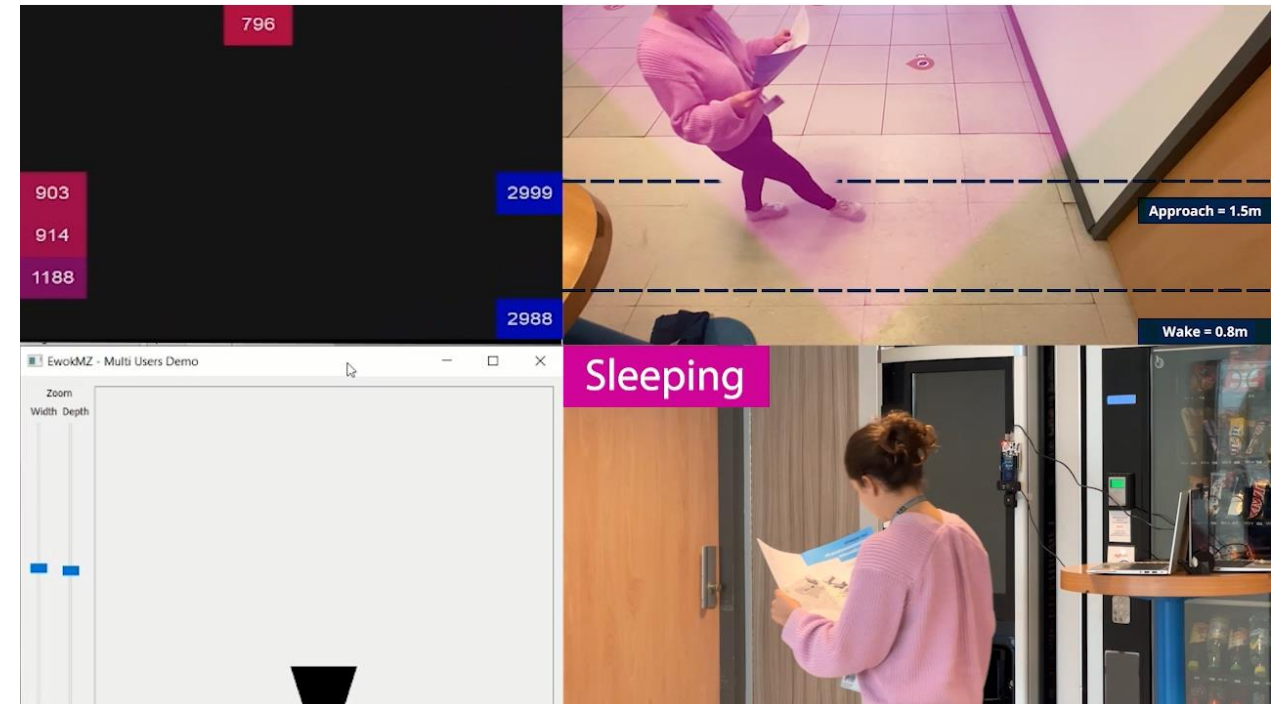 796
903
2999
914
1188
2988
Approach = 1.5m
Wake = 0.8m
EwokMZ - Multi Users Demo
Zoom
Width Depth
Sleeping